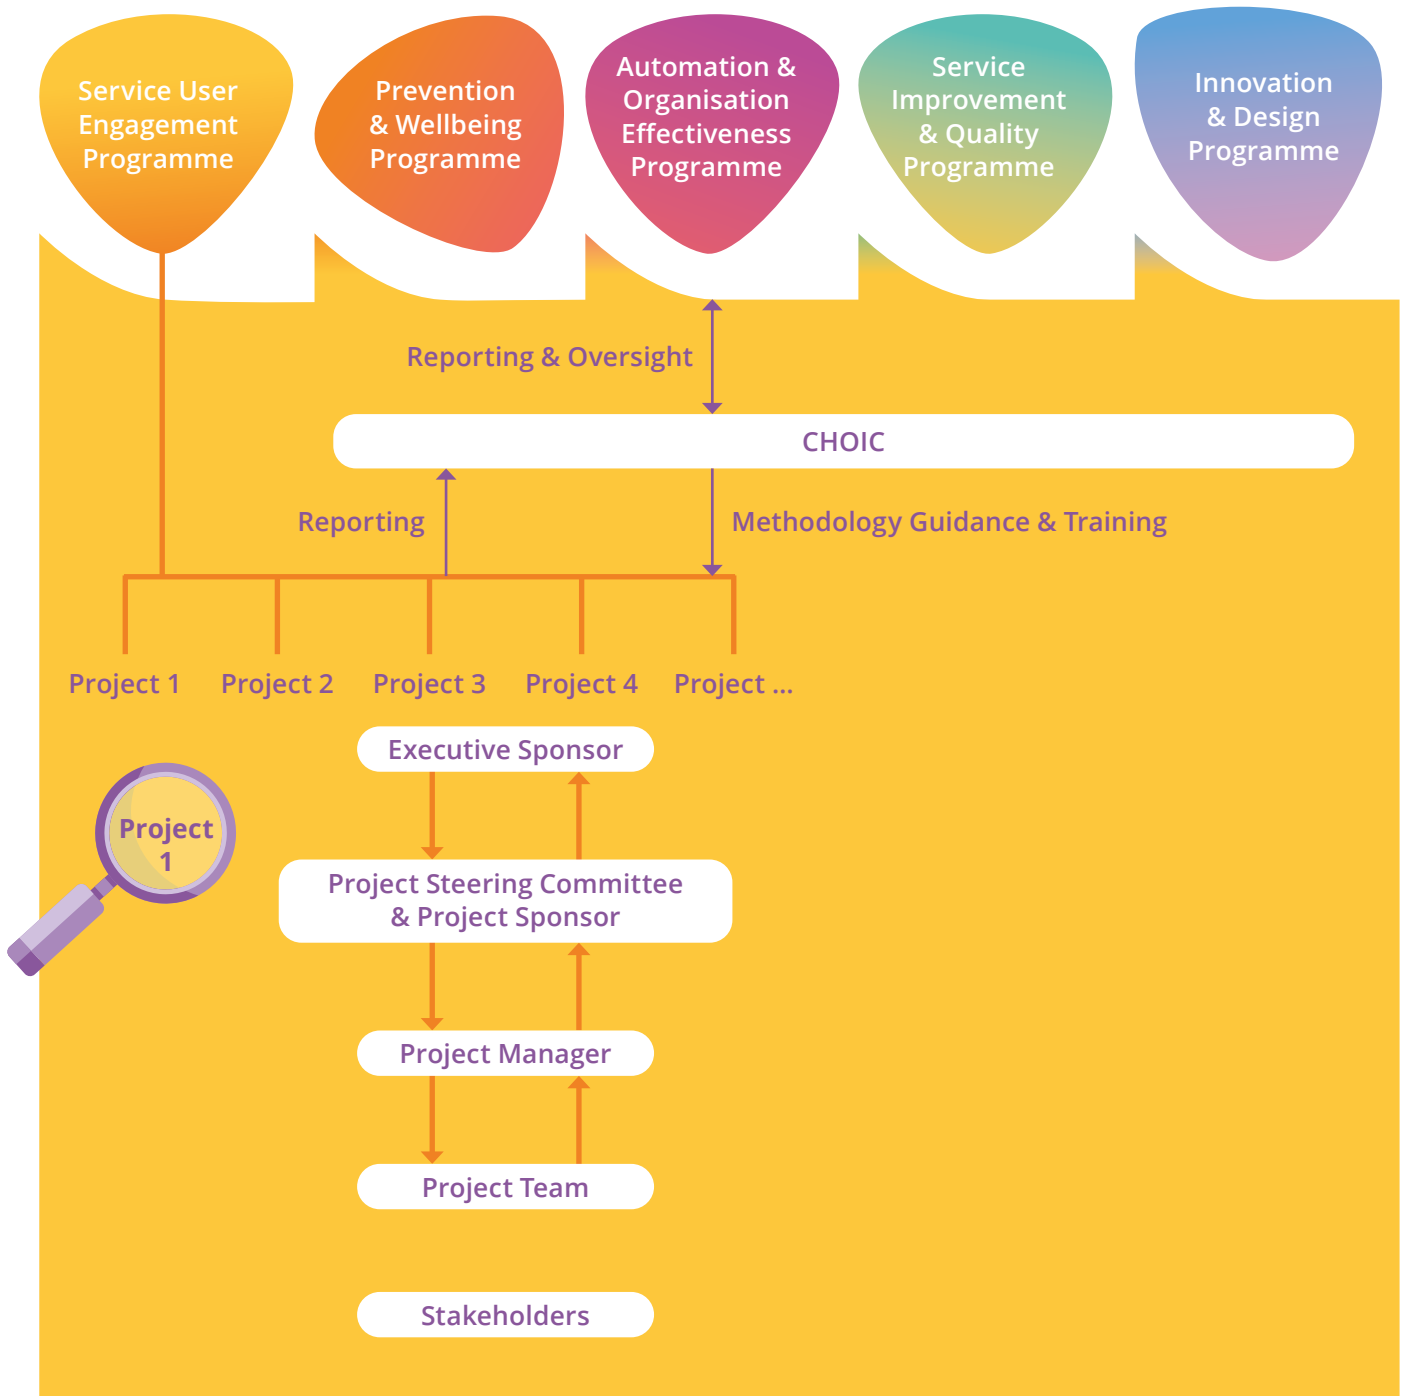 Service User
Engagement
Programme
Prevention
& Wellbeing
Programme
Automation &
Organisation
Effectiveness
Programme
Service
Improvement
& Quality
Programme
Innovation
& Design
Programme
Reporting & Oversight
CHOIC
Reporting
Methodology Guidance & Training
Project 1
Project 2
Project 3
Project 4
Project ...
Executive Sponsor
Project
1
Project Steering Committee
& Project Sponsor
Project Manager
Project Team
Stakeholders